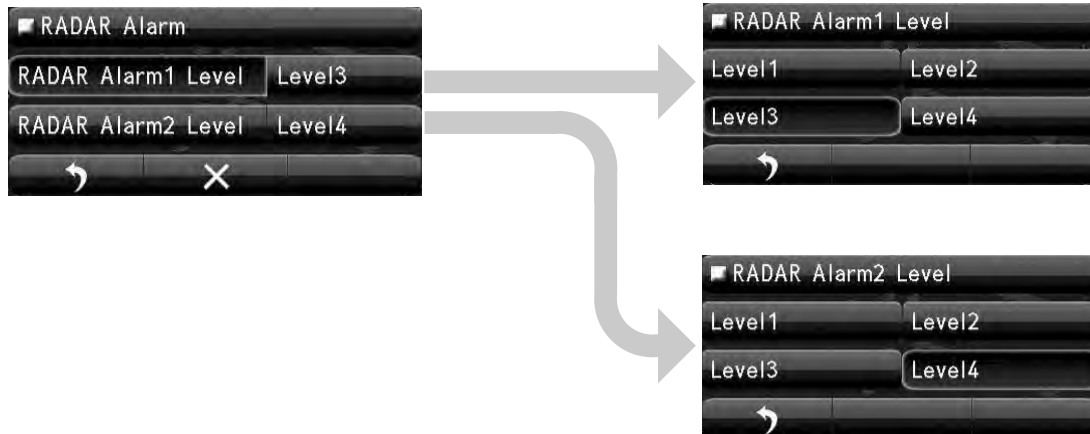 RADAR Alarm
RADAR Alarm1 Level Level3
RADAR Alarm2 Level Level4
RADAR Alarm1 Level
Level1 Level2
Level3 Level4
RADAR Alarm2 Level
Level1 Level2
Level3 Level4